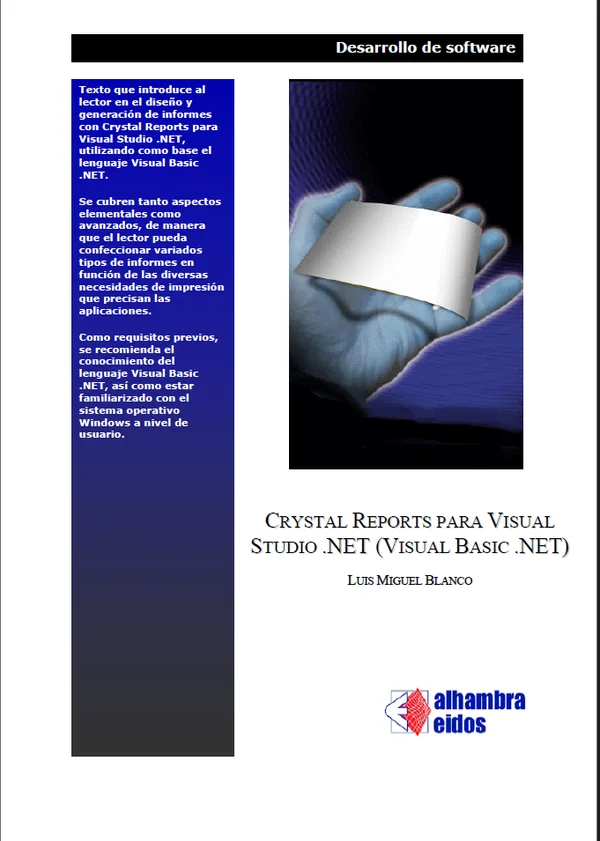 Desarrollo de software
Texto que introduce al
lector en el diseño y
generación de informes
con Crystal Reports para
Visual Studio .NET,
utilizando como base el
lenguaje Visual Basic
.NET.
Se cubren tanto aspectos
elementales como
avanzados, de manera
que el lector pueda
confeccionar variados
tipos de informes en
función de las diversas
necesidades de impresión
que precisan las
aplicaciones.
Como requisitos previos,
se recomienda el
conocimiento del
lenguaje Visual Basic
.NET, así como estar
familiarizado con el
sistema operativo
Windows a nivel de
usuario.
CRYSTAL REPORTS PARA VISUAL
STUDIO .NET (VISUAL BASIC .NET)
LUIS MIGUEL BLANCO
alhambra
eidos